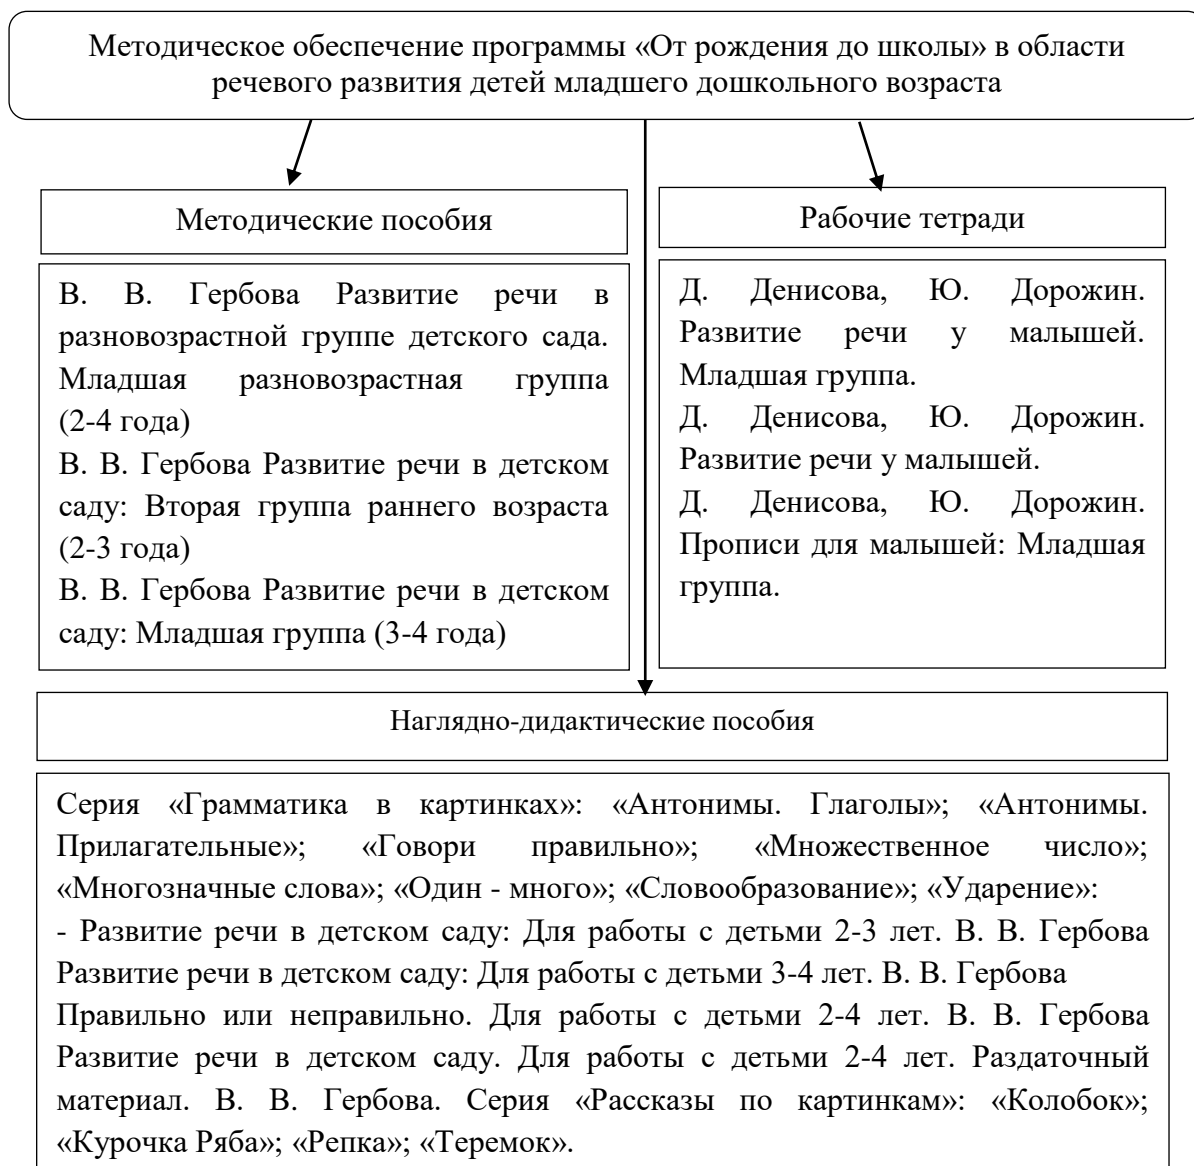 Методическое обеспечение программы «От рождения до школы» в области
речевого развития детей младшего дошкольного возраста
Методические пособия
В. В. Гербова Развитие речи в
разновозрастной группе детского сада.
Младшая разновозрастная группа
(2-4 года)
В. В. Гербова Развитие речи в детском
саду: Вторая группа раннего возраста
(2-3 года)
В. В. Гербова Развитие речи в детском
саду: Младшая группа (3-4 года)
Рабочие тетради
Д. Денисова, Ю. Дорожин.
Развитие речи у малышей.
Младшая группа.
Д. Денисова, Ю. Дорожин.
Развитие речи у малышей.
Д. Денисова, Ю. Дорожин.
Прописи для малышей: Младшая
группа.
Наглядно-дидактические пособия
Серия «Грамматика в картинках»: «Антонимы. Глаголы»; «Антонимы.
Прилагательные»; «Говори правильно»; «Множественное число»;
«Многозначные слова»; «Один - много»; «Словообразование»; «Ударение»:
- Развитие речи в детском саду: Для работы с детьми 2-3 лет. В. В. Гербова
Развитие речи в детском саду: Для работы с детьми 3-4 лет. В. В. Гербова
Правильно или неправильно. Для работы с детьми 2-4 лет. В. В. Гербова
Развитие речи в детском саду. Для работы с детьми 2-4 лет. Раздаточный
материал. В. В. Гербова. Серия «Рассказы по картинкам»: «Колобок»;
«Курочка Ряба»; «Репка»; «Теремок».